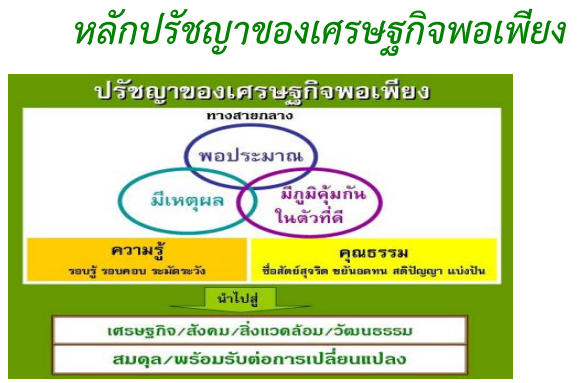 หลักปรัชญาของเศรษฐกิจพอเพียง
ปรัชญาของเศรษฐกิจพอเพียง
ทางสายกลาง
พอประมาณ
มีเหตุผล
มีภูมิคุ้มกัน
ในตัวที่ดี
ความรู้
รอบรู้ รอบคอบ ระมัดระวัง
คุณธรรม
ซื่อสัตย์สุจริต ขยันอดทน สติปัญญา แบ่งปัน
นำไปสู่
เศรษฐกิจ/สังคม/สิ่งแวดล้อม/วัฒนธรรม
สมดุล/พร้อมรับต่อการเปลี่ยนแปลง